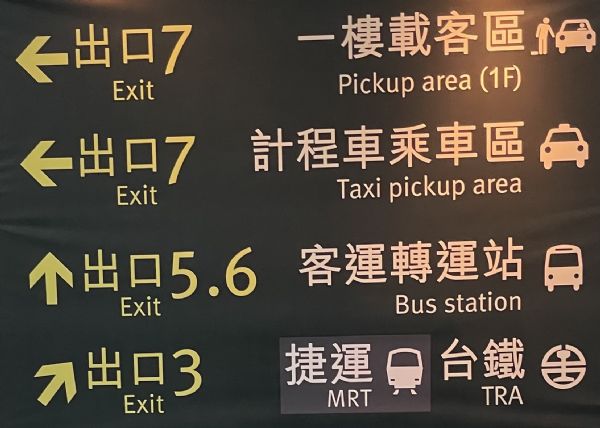 出口7 一樓載客區
Exit Pickup area (1F)
出口7 計程車乘車區
Exit Taxi pickup area
出口5.6 客運轉運站
Exit Bus station
出口3 捷運 台鐵
Exit MRT TRA